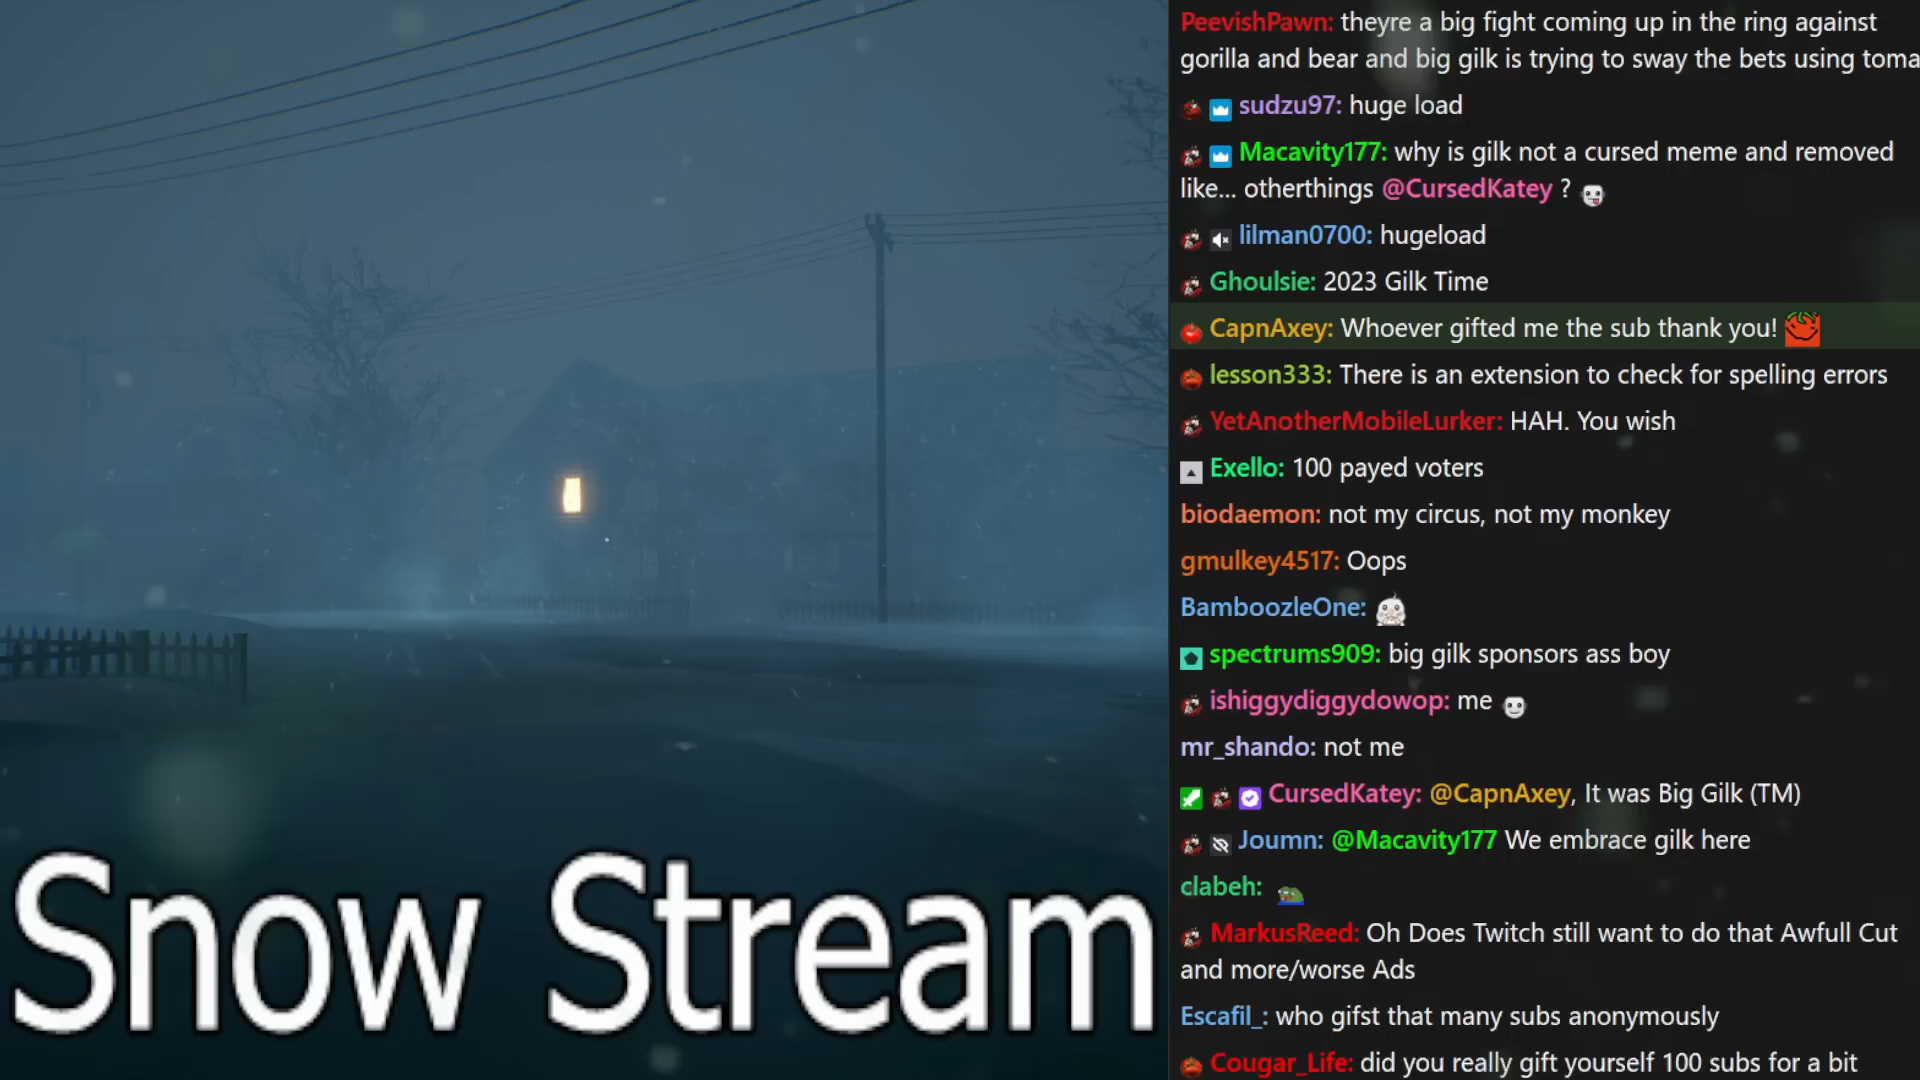 PeevishPawn: theyre a big fight coming up in the ring against
gorilla and bear and big gilk is trying to sway the bets using toma
sudzu97: huge load
Macavity177: why is gilk not a cursed meme and removed
like... otherthings @CursedKatey ?
lilman0700: hugeload
Ghoulsie: 2023 Gilk Time
CapnAxey: Whoever gifted me the sub thank you!
lesson333: There is an extension to check for spelling errors
YetAnotherMobileLurker: HAH. You wish
Exello: 100 payed voters
biodaemon: not my circus, not my monkey
gmulkey4517: Oops
BamboozleOne:
spectrums909: big gilk sponsors ass boy
ishiggydiggydowop: me
mr_shando: not me
CursedKatey: @CapnAxey, It was Big Gilk (TM)
Joumn: @Macavity177 We embrace gilk here
clabeh:
MarkusReed: Oh Does Twitch still want to do that Awfull Cut
and more/worse Ads
Escafil_: who gifst that many subs anonymously
Cougar_Life: did you really gift yourself 100 subs for a bit
Snow Stream